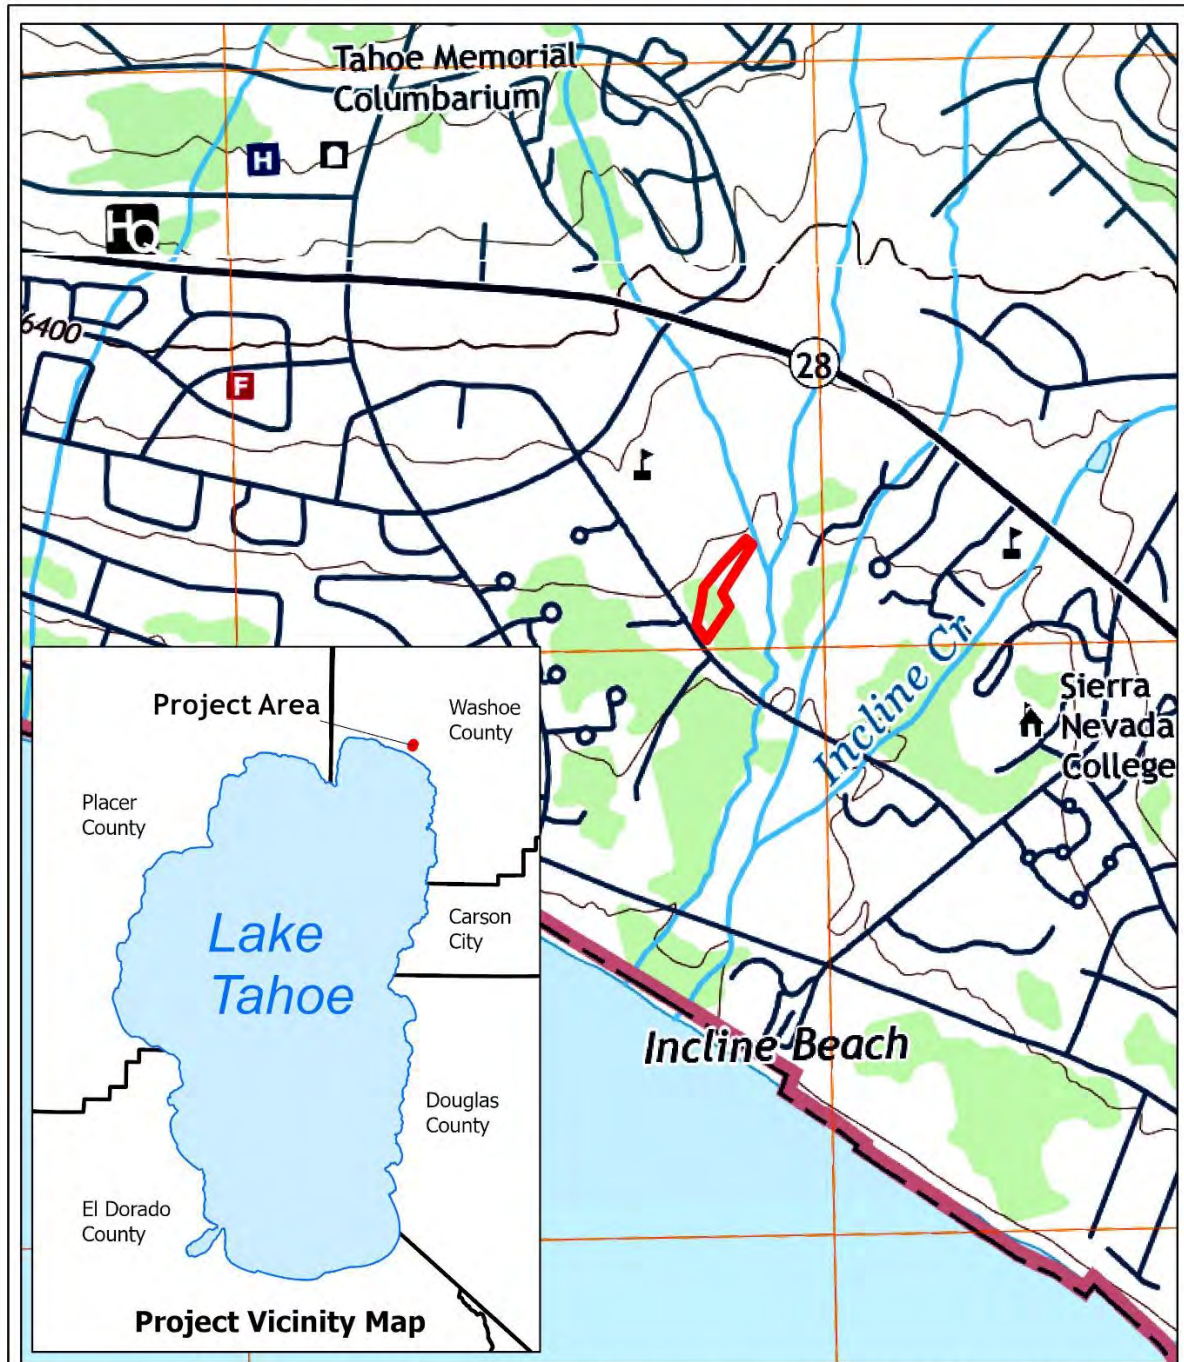 Tahoe Memorial
Columbarium
H
HQ
28
6400
F
Incline Cr
Sierra
Nevada
College
Project Area
Washoe
County
Placer
County
Lake
Tahoe
Carson
City
Incline Beach
Douglas
County
El Dorado
County
Project Vicinity Map